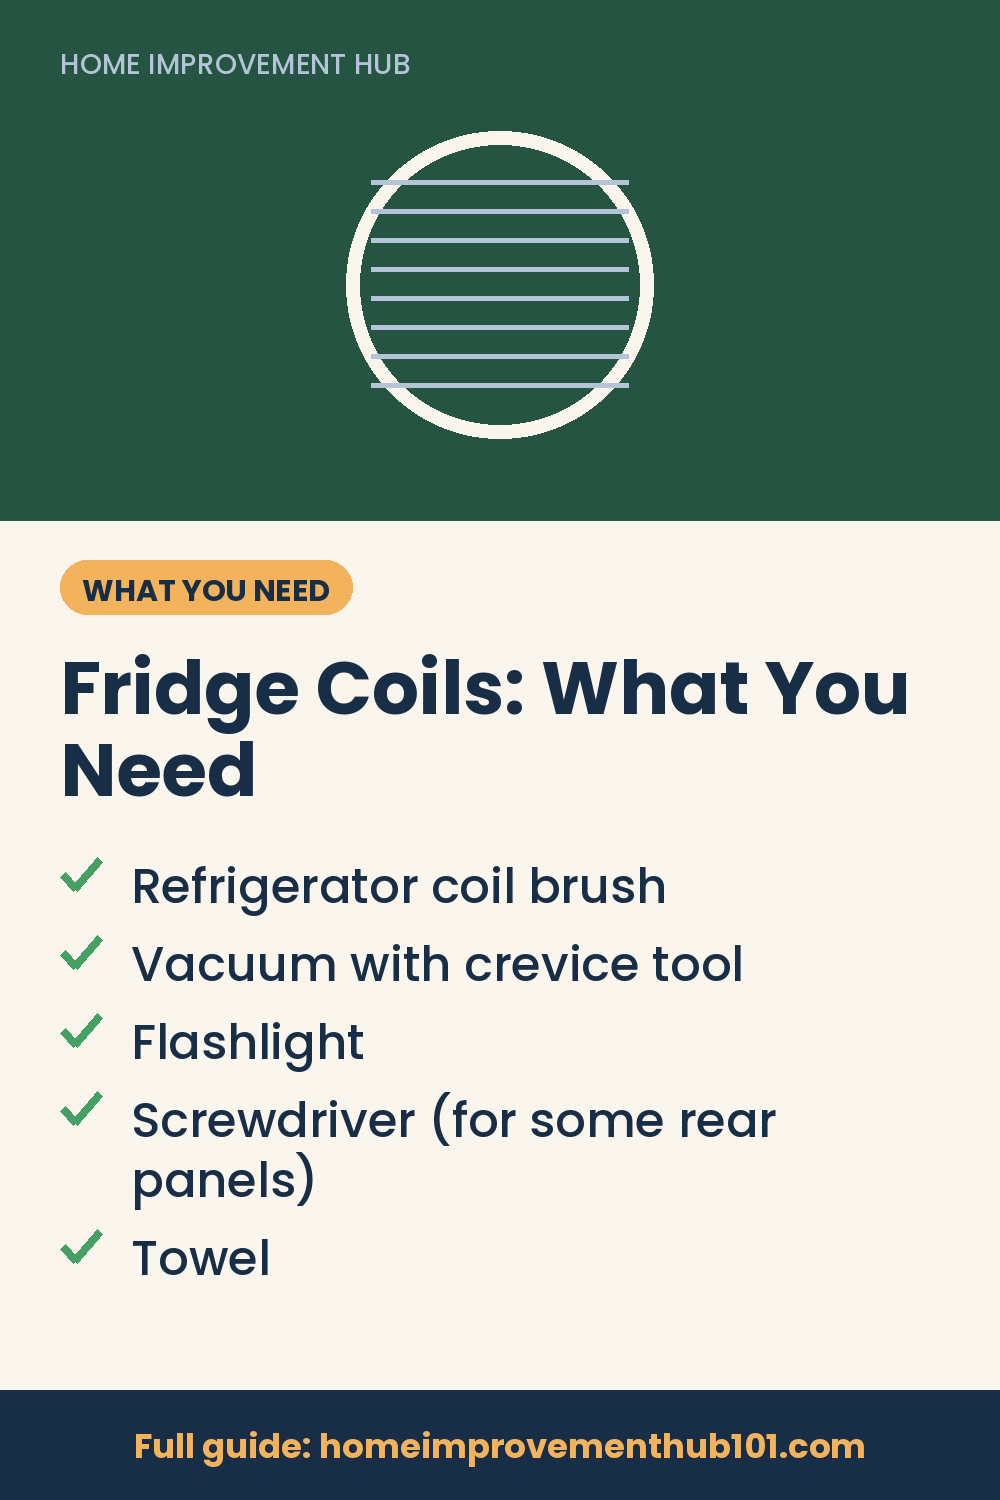 HOME IMPROVEMENT HUB
WHAT YOU NEED
Fridge Coils: What You
Need
Refrigerator coil brush
Vacuum with crevice tool
Flashlight
Screwdriver (for some rear
panels)
Towel
Full guide: homeimprovementhub101.com